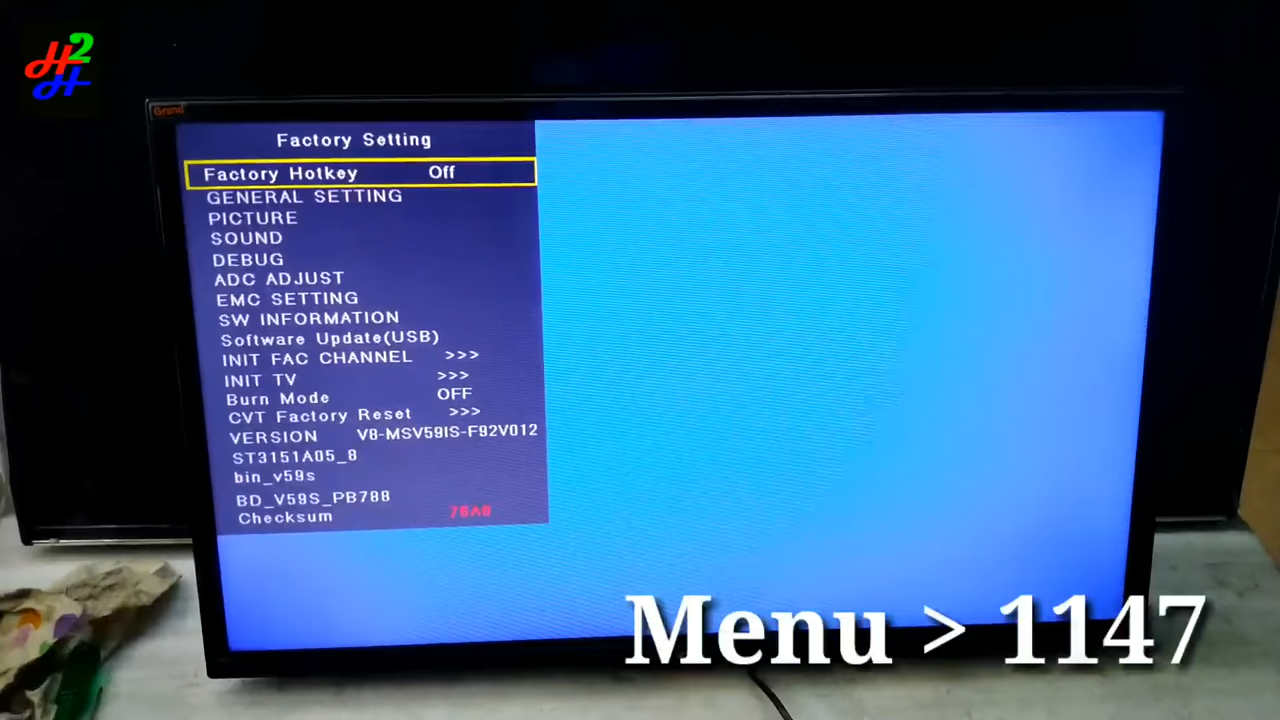 H2H
Grand
Factory Setting
Factory Hotkey Off
GENERAL SETTING
PICTURE
SOUND
DEBUG
ADC ADJUST
EMC SETTING
SW INFORMATION
Software Update(USB)
INIT FAC CHANNEL >>>
INIT TV >>>
Burn Mode OFF
CVT Factory Reset >>>
VERSION V8-MSV59IS-F92V012
ST3151A05_8
bin_v59s
BD_V59S_PB788
Checksum
Menu > 1147